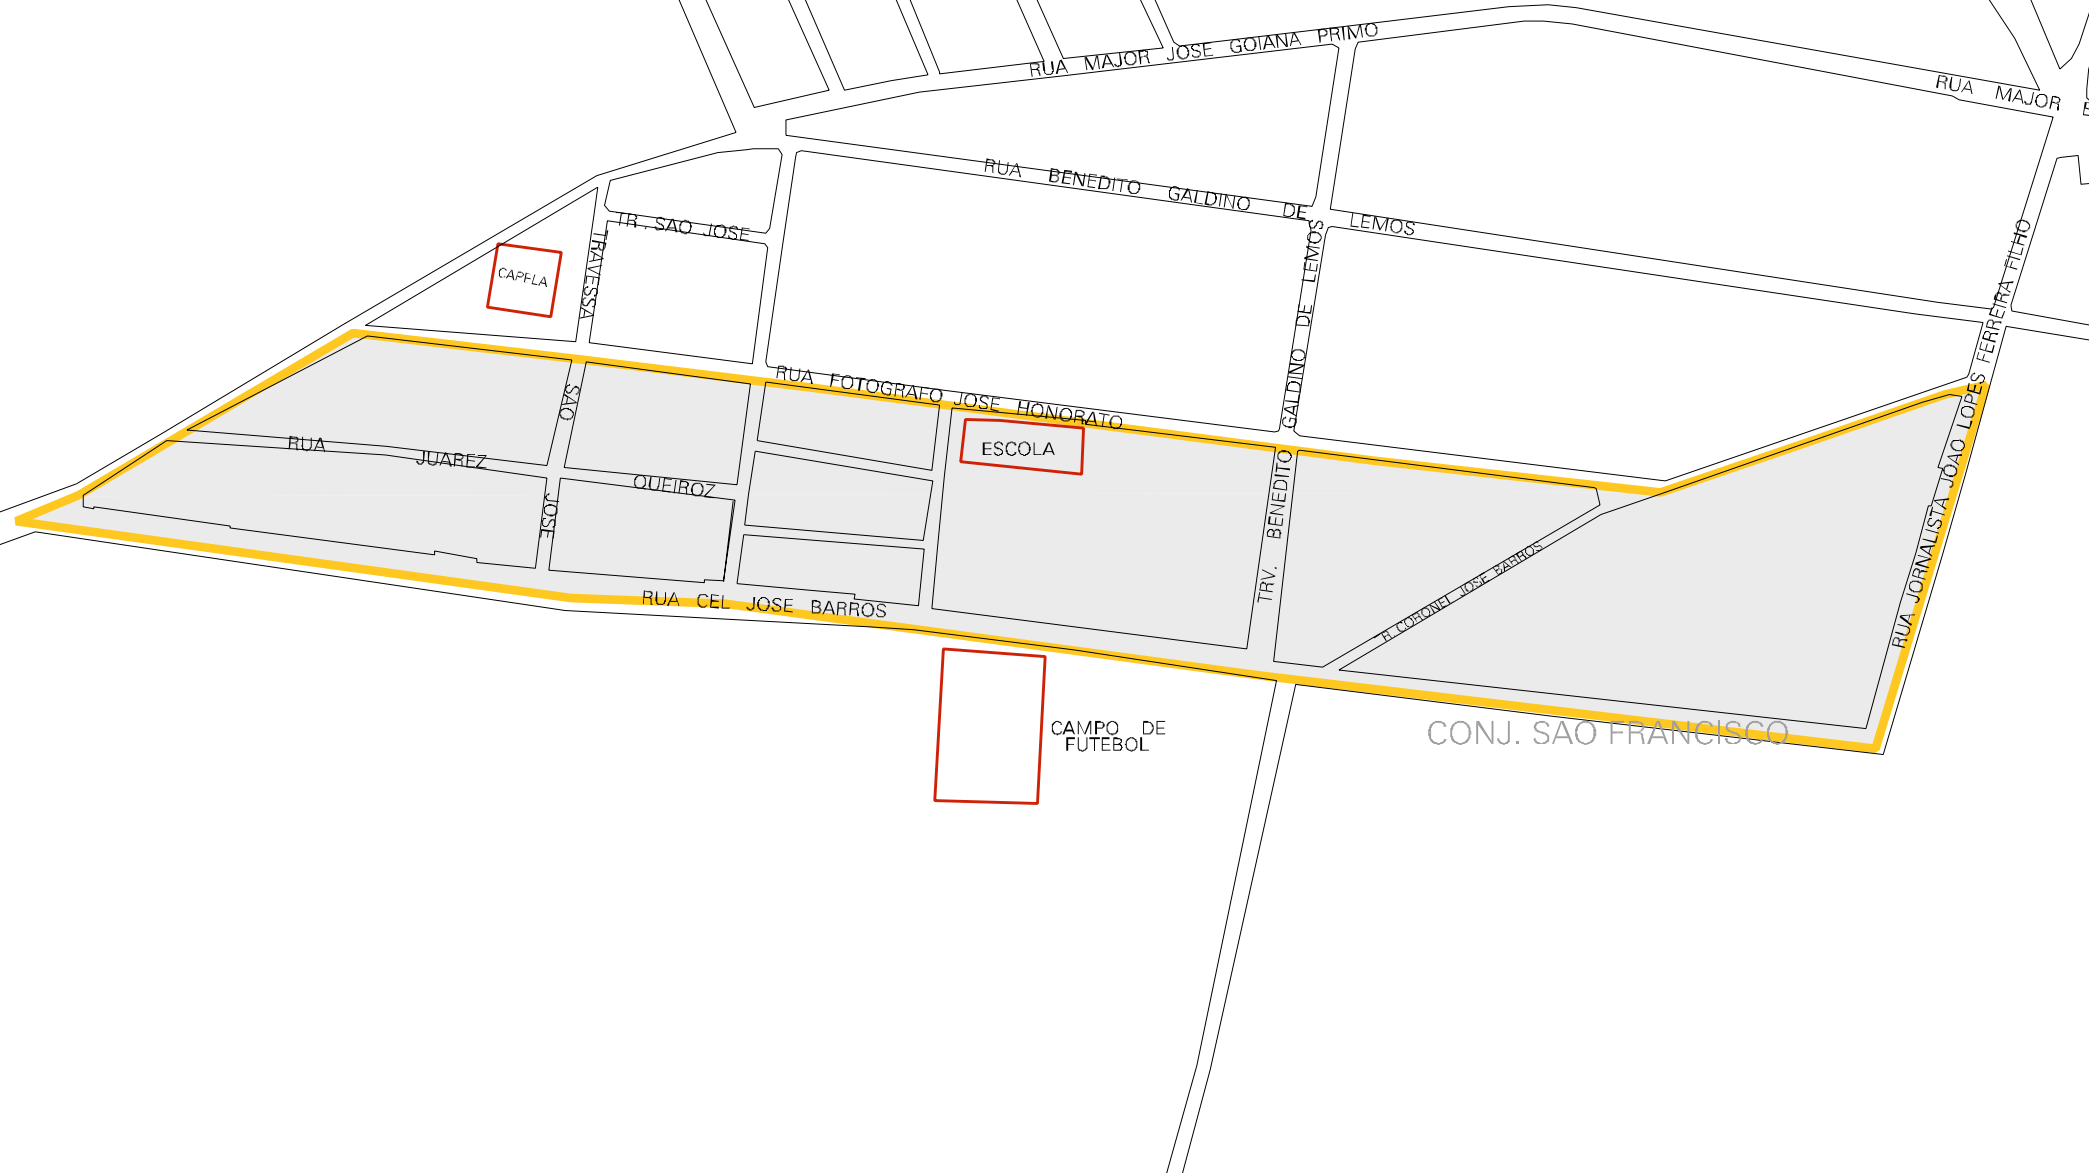 RUA MAJOR JOSE GOIANA PRIMO
RUA MAJOR
RUA BENEDITO GALDINO DE LEMOS
TR. SAO JOSE
TRAVESSA SAO JOSE
CAPELA
GALDINO DE LEMOS
RUA JORNALISTA JOAO LOPES FERREIRA FILHO
RUA FOTOGRAFO JOSE HONORATO
ESCOLA
RUA JUAREZ QUEIROZ
TRV. BENEDITO
TR. CORONEL JOSE BARROS
RUA CEL JOSE BARROS
CAMPO DE
FUTEBOL
CONJ. SAO FRANCISCO